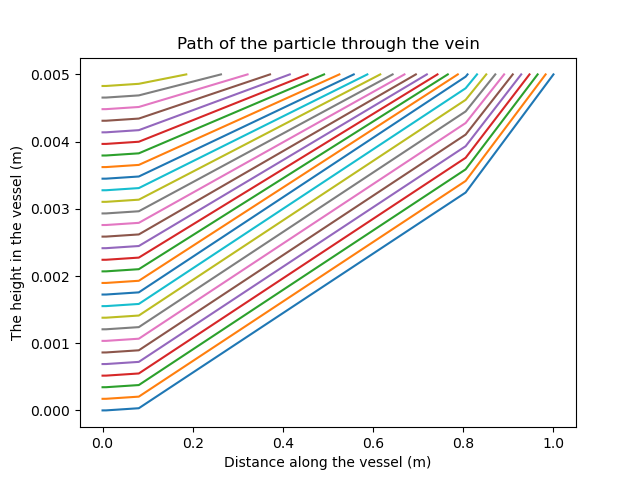 Path of the particle through the vein
0.005
0.004
0.003
0.002
0.001
0.000
The height in the vessel (m)
0.0 0.2 0.4 0.6 0.8 1.0
Distance along the vessel (m)